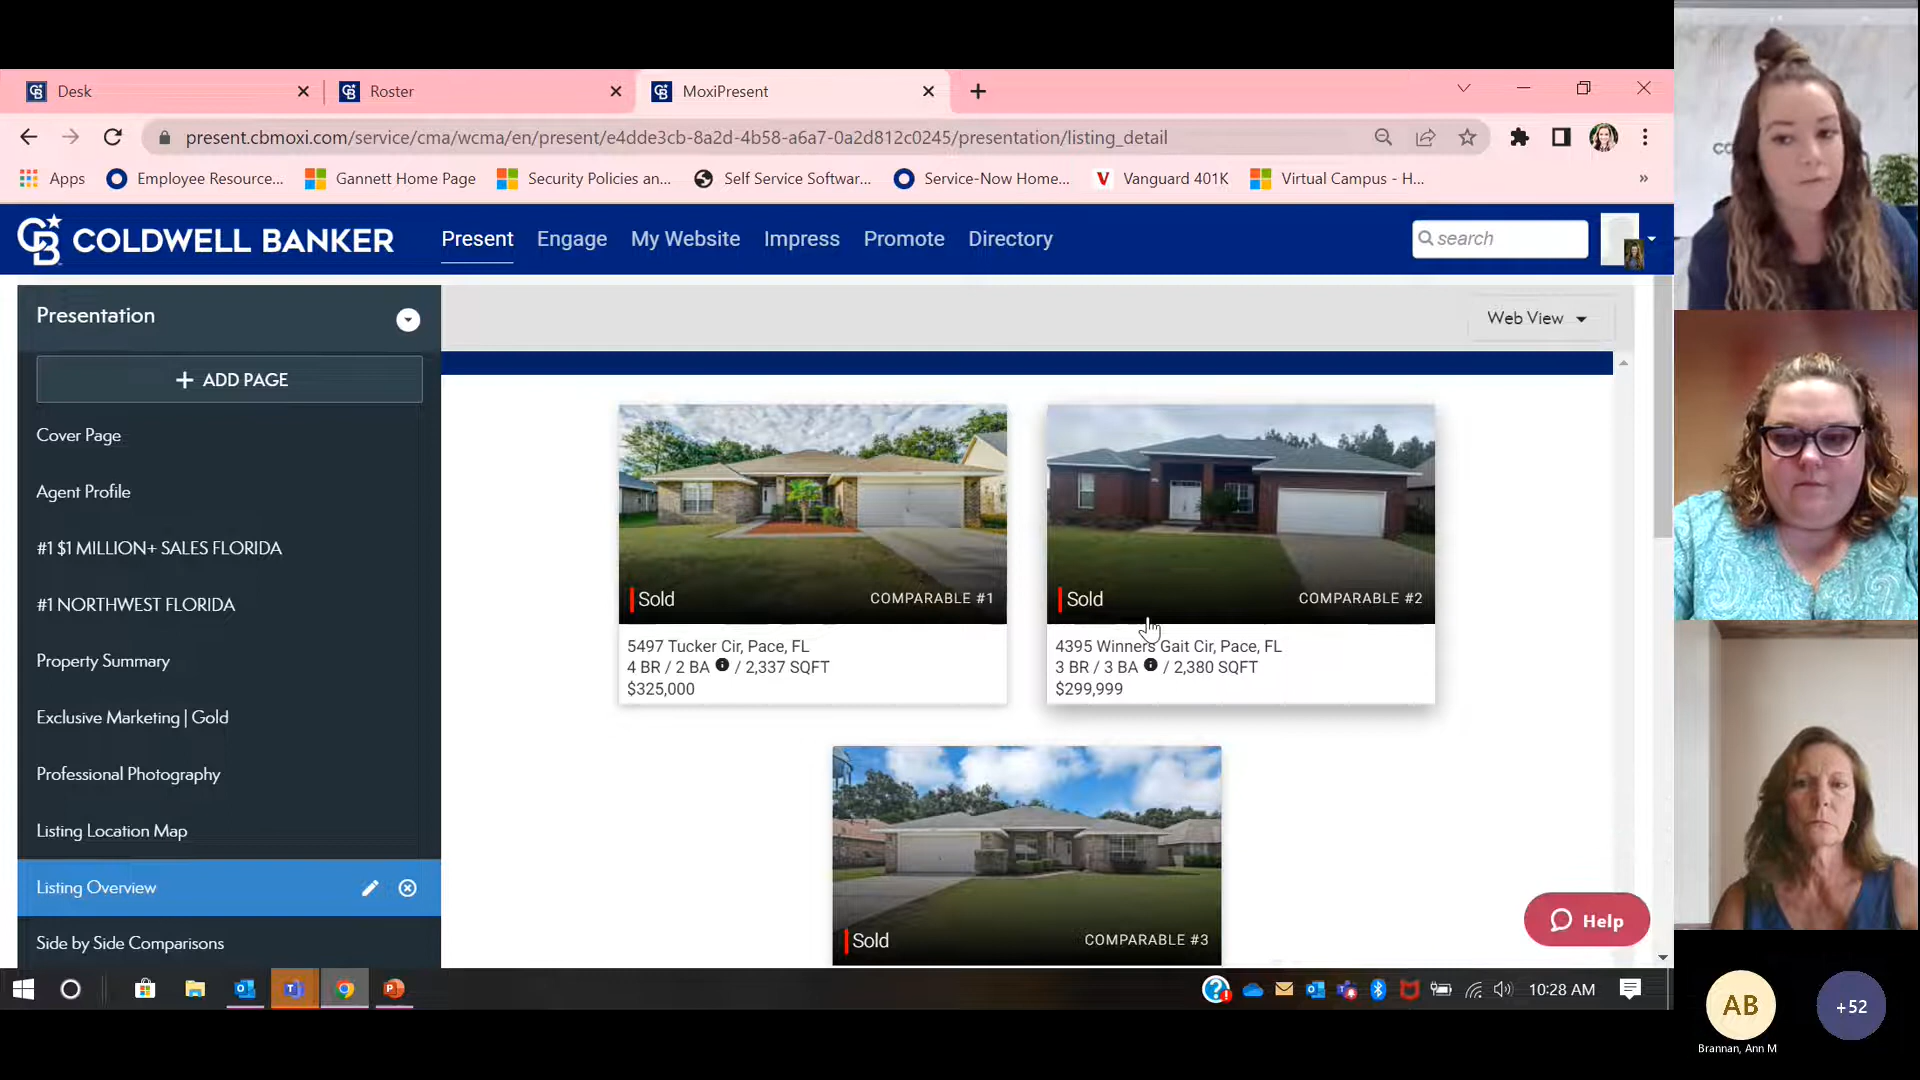 Desk
Roster
MoxiPresent
present.cbmoxi.com/service/cma/wcma/en/present/e4dde3cb-8a2d-4b58-a6a7-0a2d812c0245/presentation/listing_detail
Apps
Employee Resource...
Gannett Home Page
Security Policies an...
Self Service Softwar...
Service-Now Home...
Vanguard 401K
Virtual Campus - H...
»
CB COLDWELL BANKER
Present
Engage
My Website
Impress
Promote
Directory
search
Presentation
Web View
+ ADD PAGE
Cover Page
Agent Profile
#1 $1 MILLION+ SALES FLORIDA
#1 NORTHWEST FLORIDA
Property Summary
Exclusive Marketing | Gold
Professional Photography
Listing Location Map
Listing Overview
Side by Side Comparisons
Sold
COMPARABLE #1
5497 Tucker Cir, Pace, FL
4 BR / 2 BA / 2,337 SQFT
$325,000
Sold
COMPARABLE #2
4395 Winners Gait Cir, Pace, FL
3 BR / 3 BA / 2,380 SQFT
$299,999
Sold
COMPARABLE #3
Help
10:28 AM
AB
Brannan, Ann M
+52